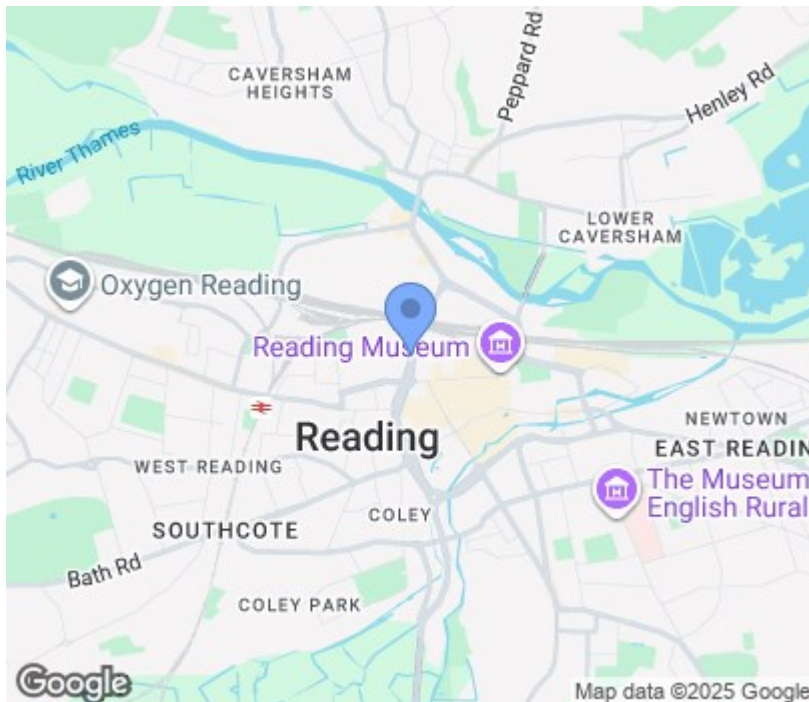 CAVERSHAM
HEIGHTS
Peppard Rd
Henley Rd
River Thames
LOWER
CAVERSHAM
Oxygen Reading
Reading Museum
Reading
NEWTOWN
EAST READIN
WEST READING
The Museum
English Rural
COLEY
SOUTHCOTE
Bath Rd
COLEY PARK
Google
Map data ©2025 Google